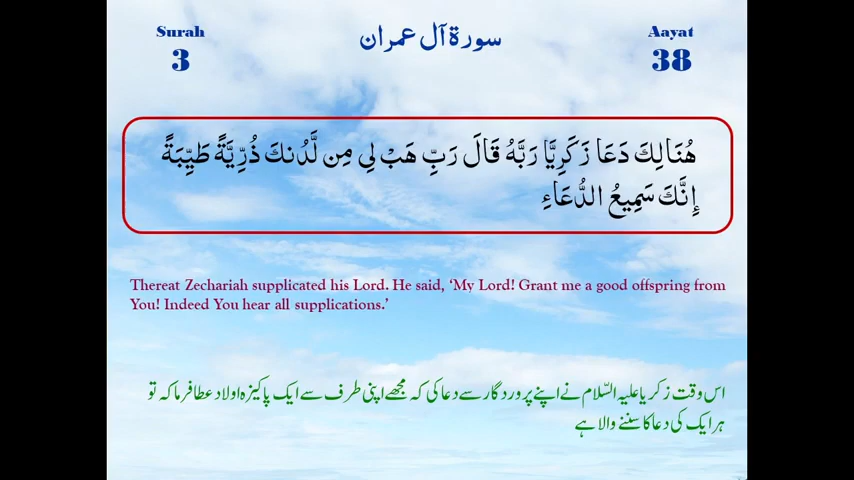 Surah
سورة آل عمران
Aayat
3
38
هُنَالِكَ دَعَا زَكَرِيَّا رَبَّهُ قَالَ رَبِّ هَبْ لِي مِن لَّدُنكَ ذُرِّيَّةً طَيِّبَةً
إِنَّكَ سَمِيعُ الدُّعَاءِ
Thereat Zechariah supplicated his Lord. He said, ‘My Lord! Grant me a good offspring from
You! Indeed You hear all supplications.’
اس وقت زکریا علیہ السّلام نے اپنے پروردگار سے دعا کی کہ مجھے اپنی طرف سے ایک پاکیزہ اولاد عطا فرما کہ تو
ہر ایک کی دعا کا سننے والا ہے